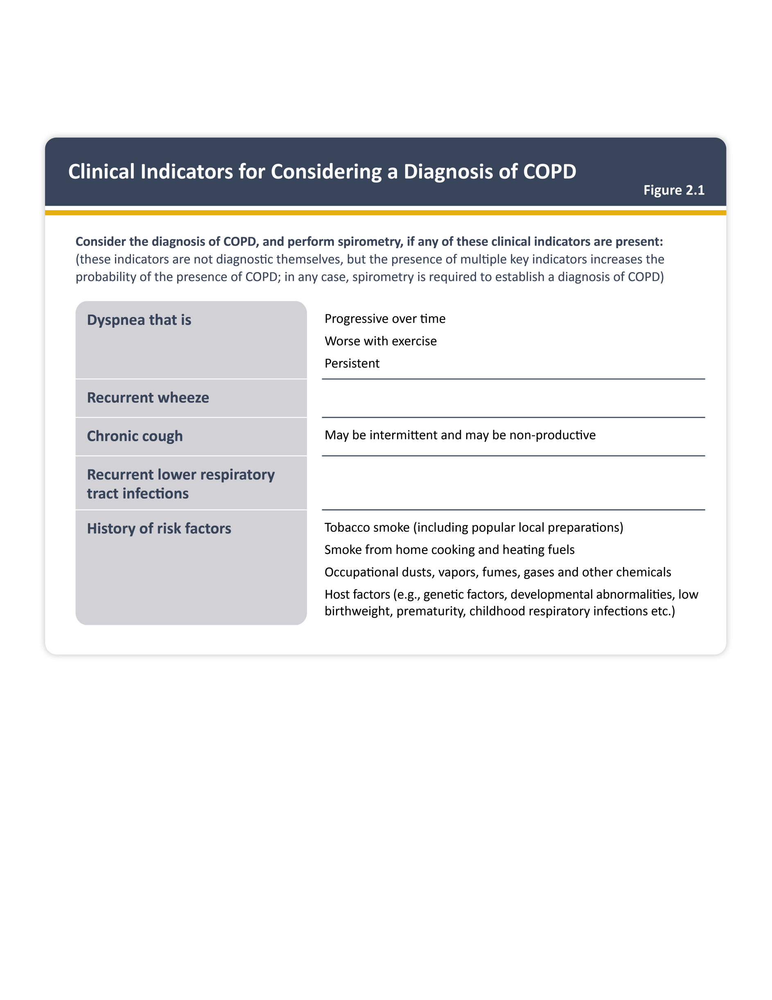 Clinical Indicators for Considering a Diagnosis of COPD
Figure 2.1
Consider the diagnosis of COPD, and perform spirometry, if any of these clinical indicators are present:
(these indicators are not diagnostic themselves, but the presence of multiple key indicators increases the
probability of the presence of COPD; in any case, spirometry is required to establish a diagnosis of COPD)
Dyspnea that is
Progressive over time
Worse with exercise
Persistent
Recurrent wheeze
Chronic cough
May be intermittent and may be non-productive
Recurrent lower respiratory
tract infections
History of risk factors
Tobacco smoke (including popular local preparations)
Smoke from home cooking and heating fuels
Occupational dusts, vapors, fumes, gases and other chemicals
Host factors (e.g., genetic factors, developmental abnormalities, low
birthweight, prematurity, childhood respiratory infections etc.)